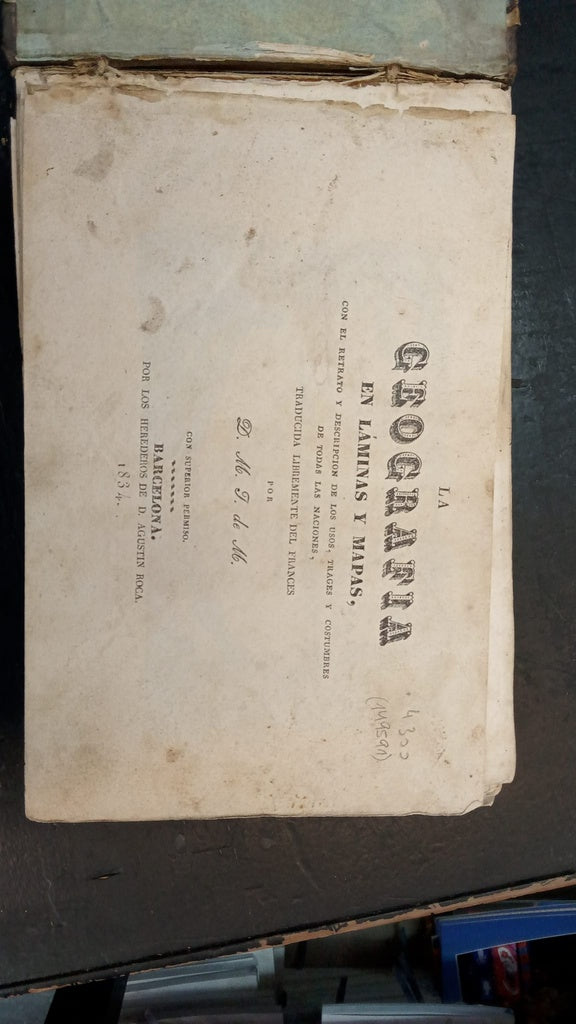 LA
GEOGRAFIA
EN LÁMINAS Y MAPAS,
CON EL RETRATO Y DESCRIPCION DE LOS USOS, TRAGES Y COSTUMBRES
DE TODAS LAS NACIONES,
TRADUCIDA LIBREMENTE DEL FRANCES
POR
D. M. J. de M.
CON SUPERIOR PERMISO.
BARCELONA.
POR LOS HEREDEROS DE D. AGUSTIN ROCA.
1834.
4300
(149591)